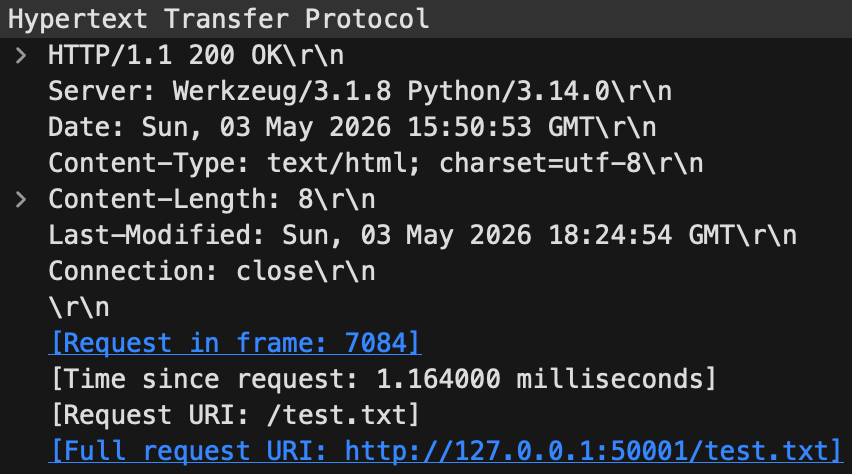 Hypertext Transfer Protocol
HTTP/1.1 200 OK\r\n
Server: Werkzeug/3.1.8 Python/3.14.0\r\n
Date: Sun, 03 May 2026 15:50:53 GMT\r\n
Content-Type: text/html; charset=utf-8\r\n
Content-Length: 8\r\n
Last-Modified: Sun, 03 May 2026 18:24:54 GMT\r\n
Connection: close\r\n
\r\n
[Request in frame: 7084]
[Time since request: 1.164000 milliseconds]
[Request URI: /test.txt]
[Full request URI: http://127.0.0.1:50001/test.txt]